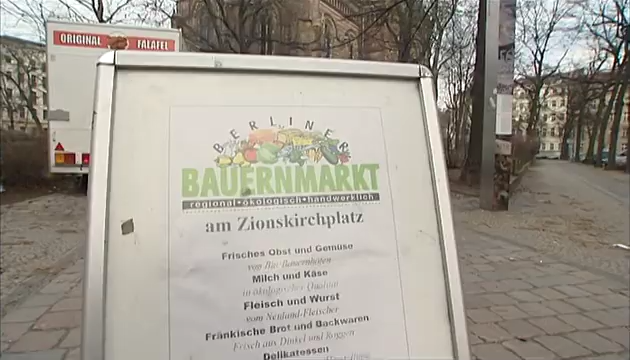 ORIGINAL FALAFEL
BERLINER
BAUERNMARKT
regional•ökologisch•handwerklich
am Zionskirchplatz
Frisches Obst und Gemüse
von Bio-Bauernhöfen
Milch und Käse
in ökologischer Qualität
Fleisch und Wurst
vom Neuland-Fleischer
Fränkische Brot und Backwaren
Frisch aus Dinkel und Roggen
Delikatessen